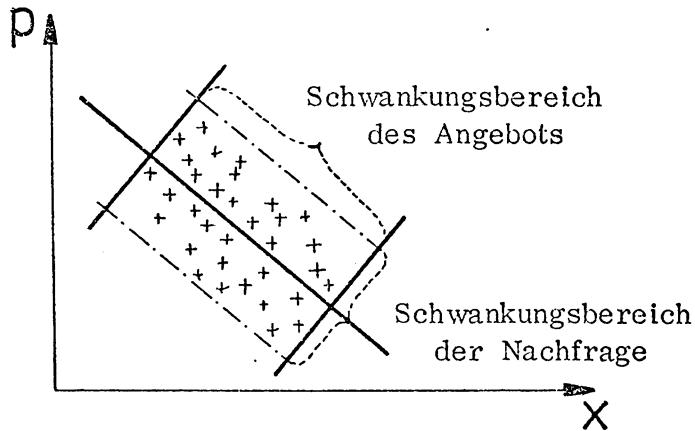 p
Schwankungsbereich
des Angebots
Schwankungsbereich
der Nachfrage
x